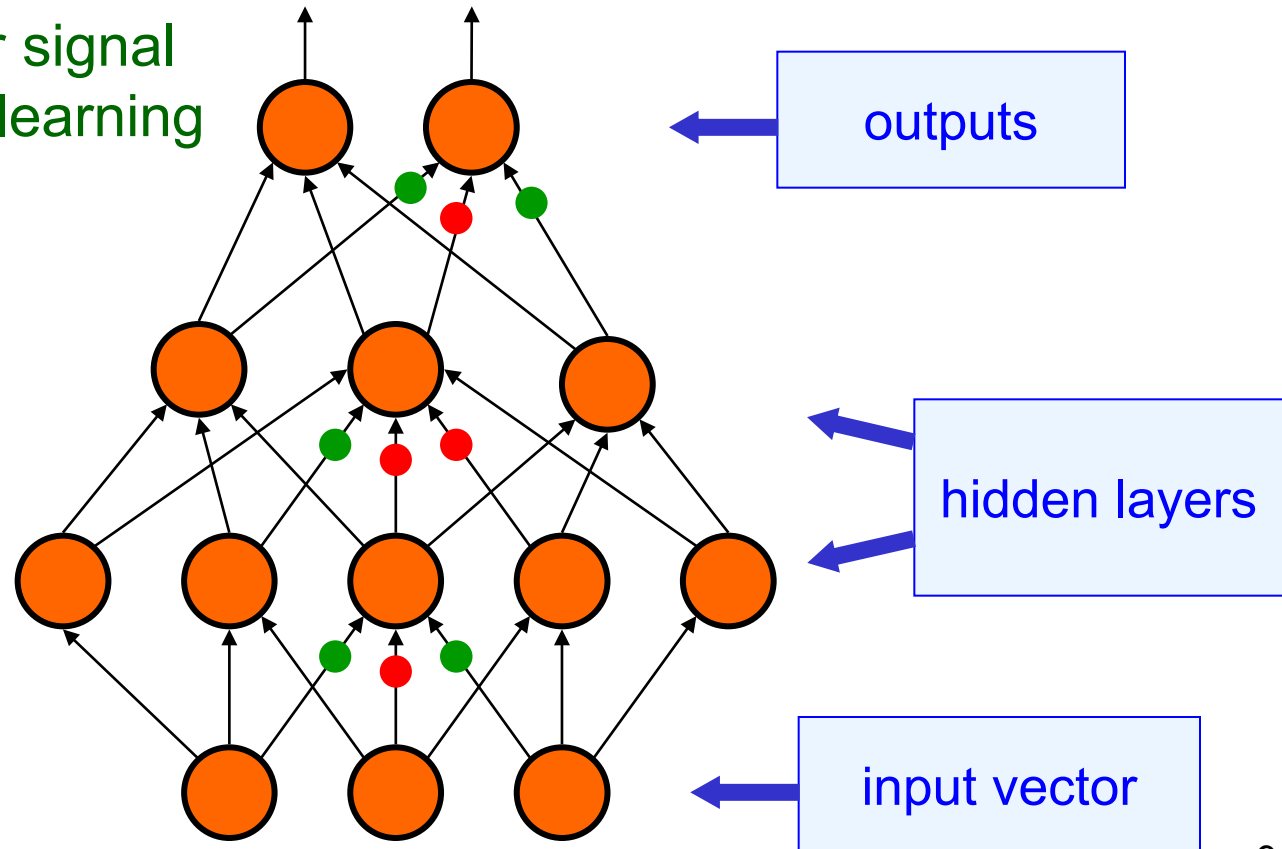 signal
learning
outputs
hidden layers
input vector